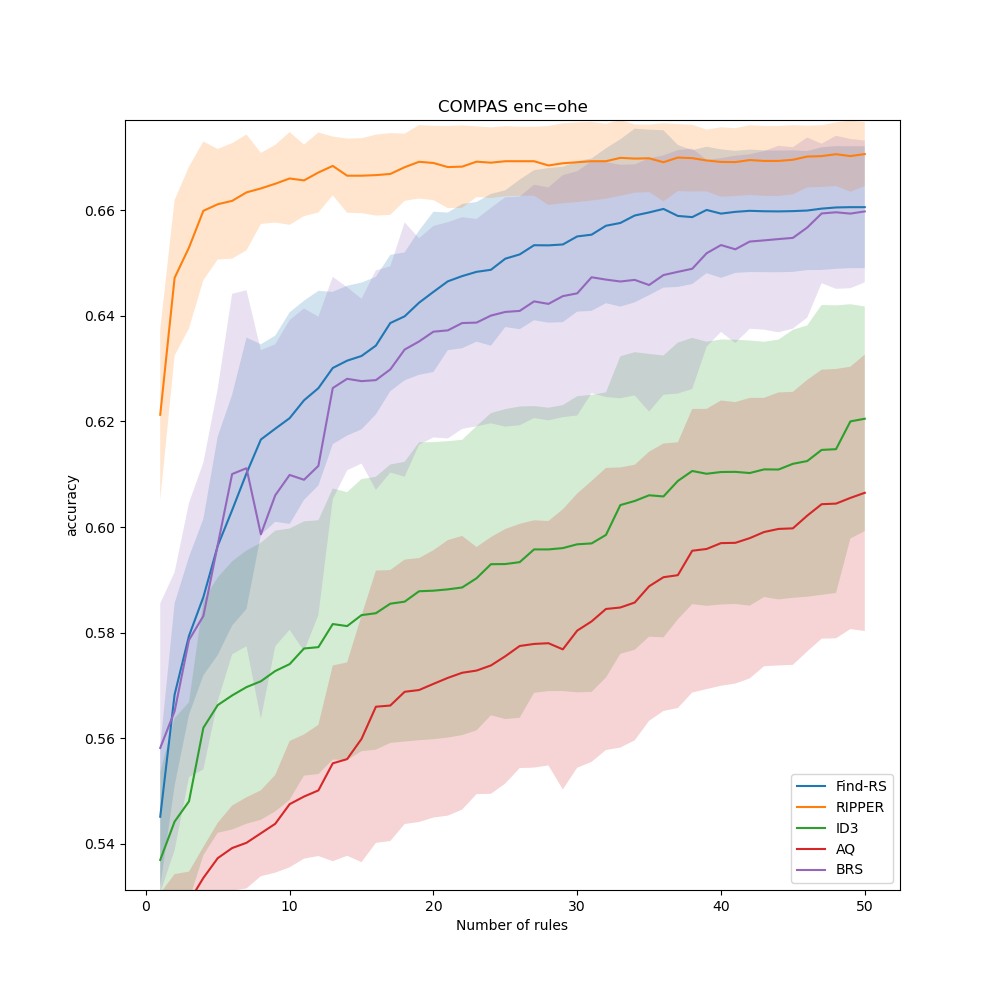 COMPAS enc=ohe
accuracy
0.66
0.64
0.62
0.60
0.58
0.56
0.54
0
10
20
30
40
50
Number of rules
Find-RS
RIPPER
ID3
AQ
BRS